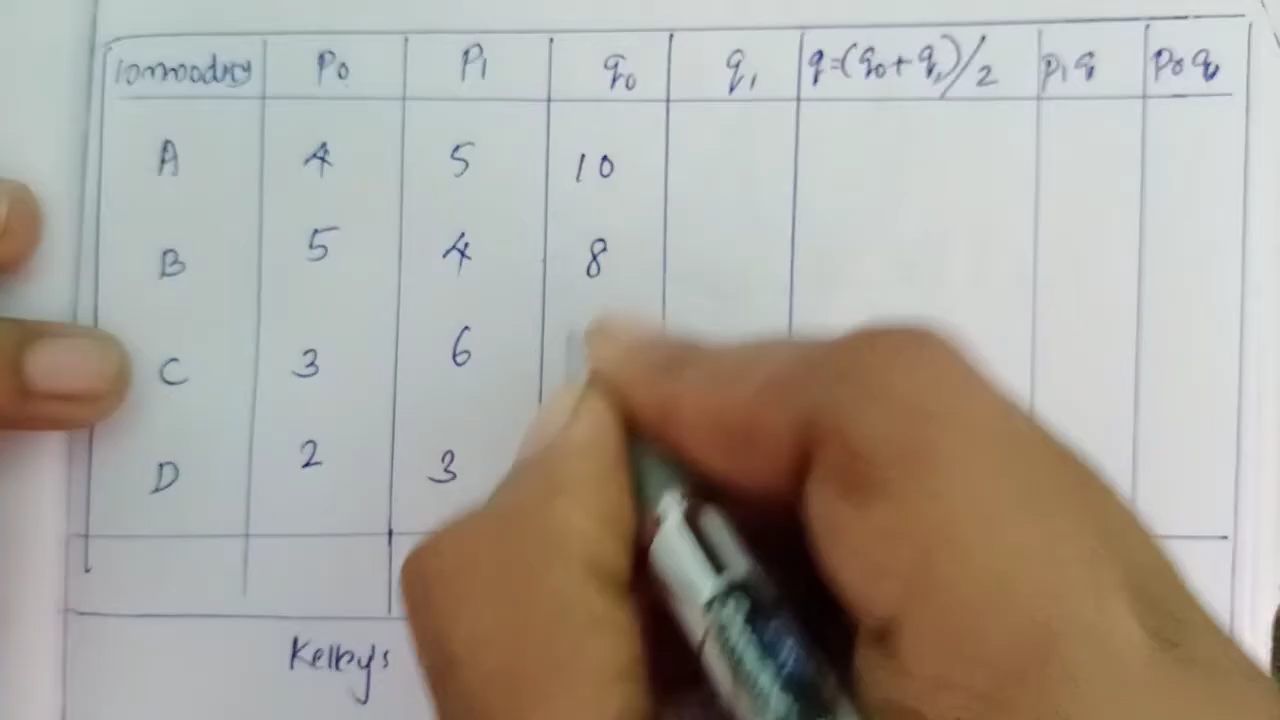 Commodity P0 P1 q0 q1 q=(q0+q1)/2 P1q P0q
A 4 5 10
B 5 4 8
C 3 6
D 2 3
Kelly's